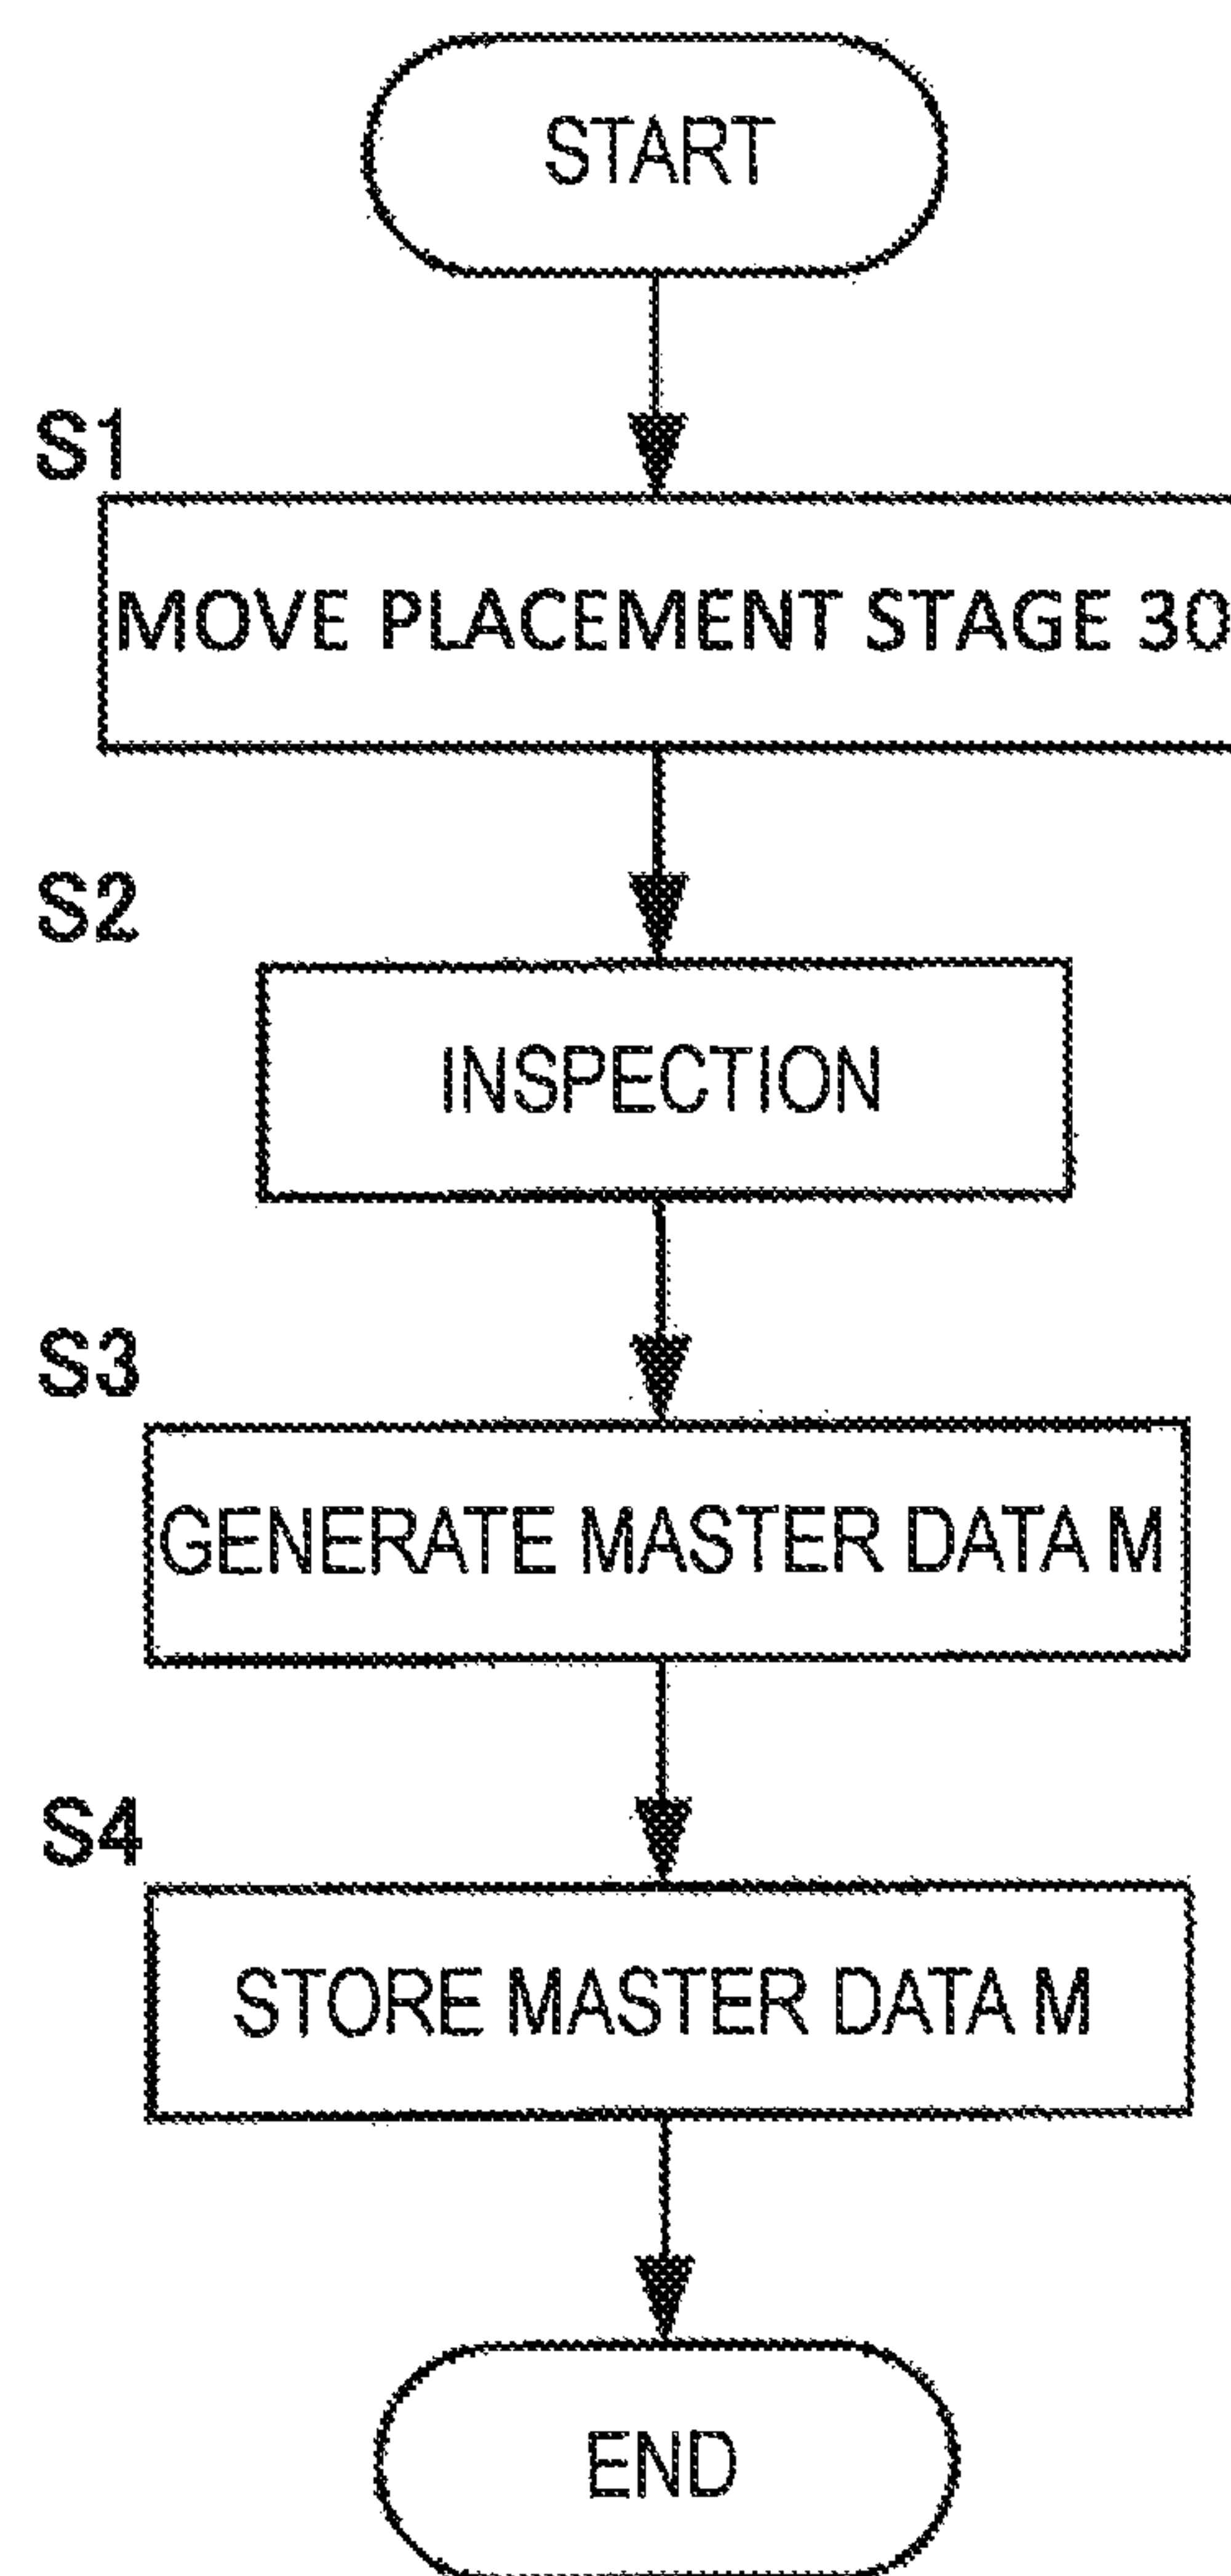 START
S1
MOVE PLACEMENT STAGE 30
S2
INSPECTION
S3
GENERATE MASTER DATA M
S4
STORE MASTER DATA M
END